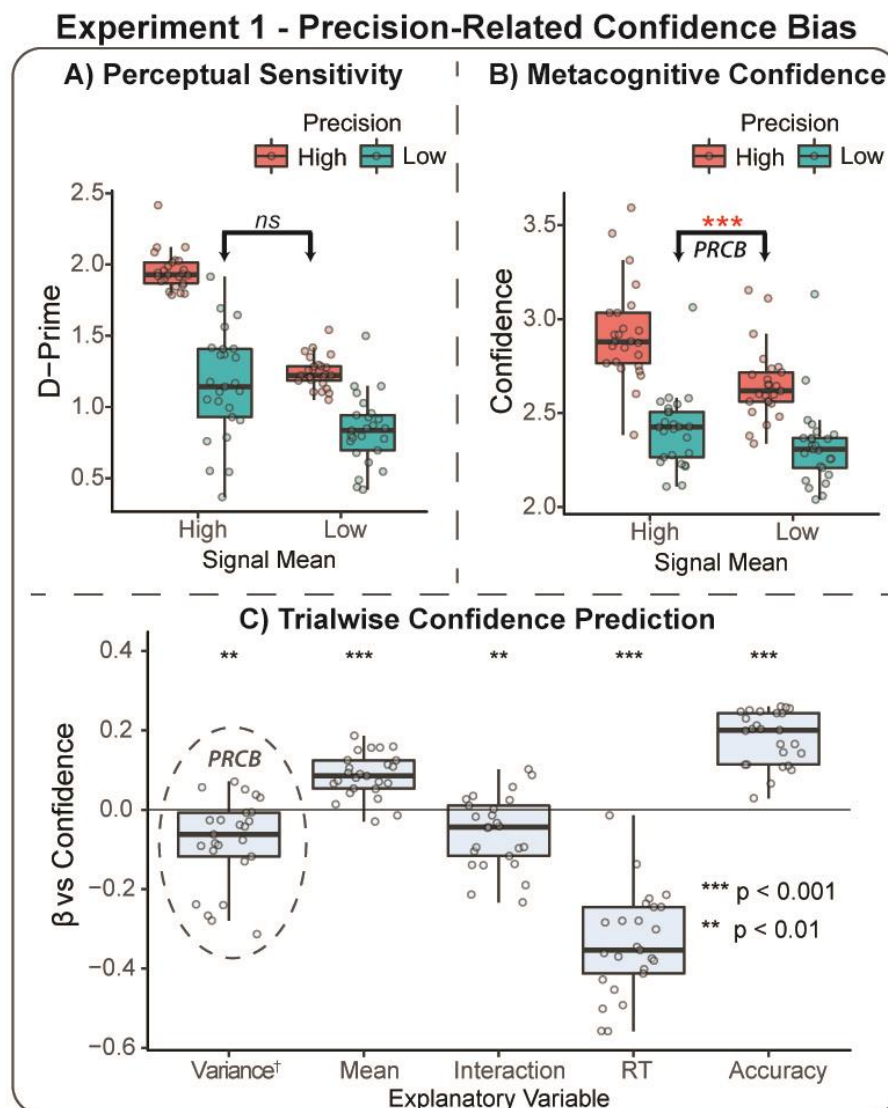 Experiment 1 - Precision-Related Confidence Bias
A) Perceptual Sensitivity
Precision
High Low
2.5
2.0
1.5
1.0
0.5
D-Prime
ns
High Low
Signal Mean
B) Metacognitive Confidence
Precision
High Low
3.5
3.0
2.5
2.0
Confidence
***
PRCB
High Low
Signal Mean
C) Trialwise Confidence Prediction
0.4
0.2
0.0
−0.2
−0.4
−0.6
β vs Confidence
** *** ** *** ***
PRCB
*** p < 0.001
** p < 0.01
Variance† Mean Interaction RT Accuracy
Explanatory Variable